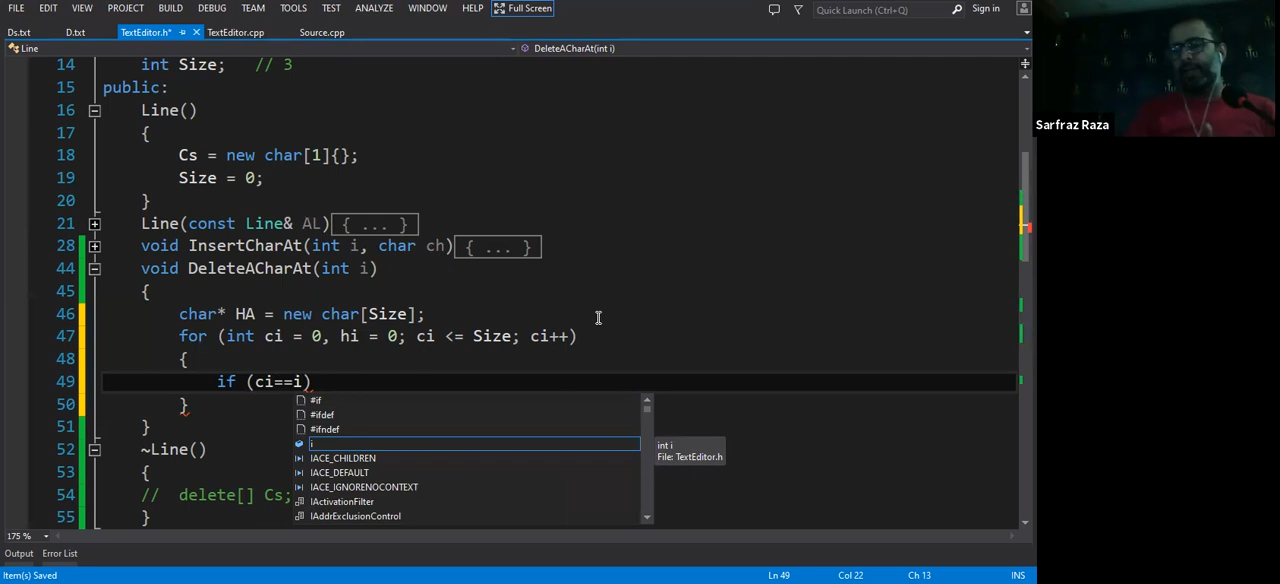 FILE EDIT VIEW PROJECT BUILD DEBUG TEAM TOOLS TEST ANALYZE WINDOW HELP Full Screen Quick Launch (Ctrl+Q) Sign in
Ds.txt D.txt TextEditor.h* TextEditor.cpp Source.cpp
Line DeleteACharAt(int i)
14 int Size; // 3
15 public:
16 Line()
17 {
18 Cs = new char[1]{};
19 Size = 0;
20 }
21 Line(const Line& AL){ ... }
28 void InsertCharAt(int i, char ch){ ... }
44 void DeleteACharAt(int i)
45 {
46 char* HA = new char[Size];
47 for (int ci = 0, hi = 0; ci <= Size; ci++)
48 {
49 if (ci==i)
50 }
51 }
52 ~Line()
53 {
54 // delete[] Cs;
55 }
#if
#ifdef
#ifndef
i
IACE_CHILDREN
IACE_DEFAULT
IACE_IGNORENOCONTEXT
IActivationFilter
IAddrExclusionControl
int i
File: TextEditor.h
Sarfraz Raza
175 %
Output Error List
Item(s) Saved Ln 49 Col 22 Ch 13 INS